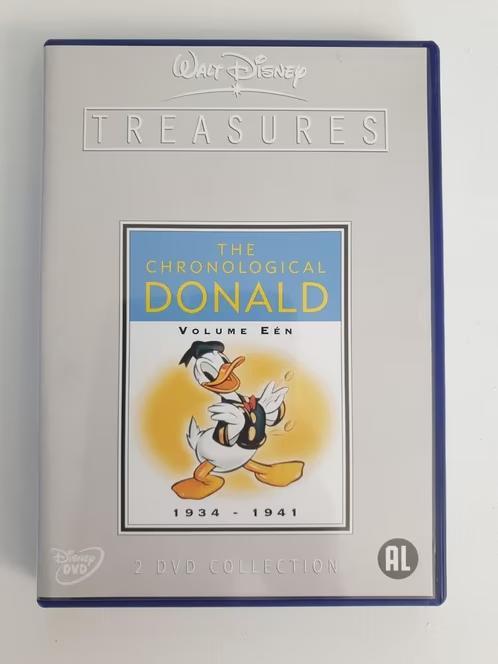 WALT DISNEY
TREASURES
THE
CHRONOLOGICAL
DONALD
VOLUME EÉN
1934 - 1941
Disney
DVD
2 DVD COLLECTION
AL